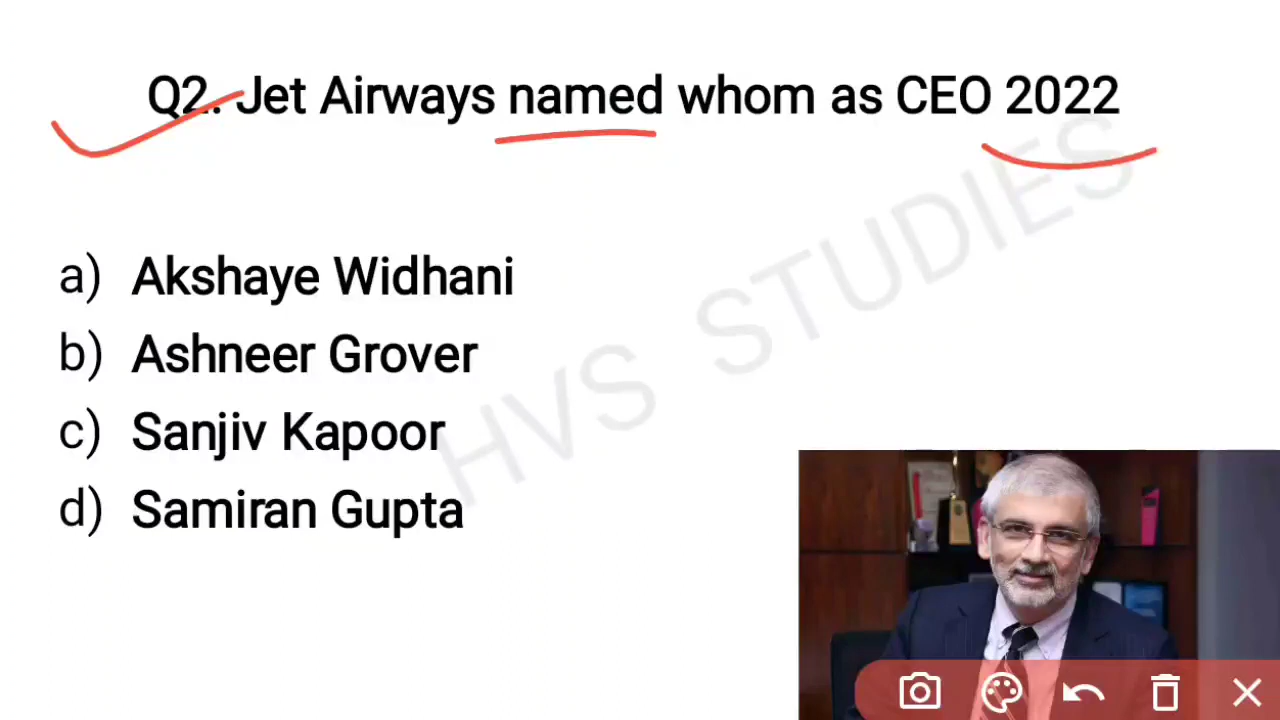 Q2. Jet Airways named whom as CEO 2022
a) Akshaye Widhani
b) Ashneer Grover
c) Sanjiv Kapoor
d) Samiran Gupta
HVS STUDIES